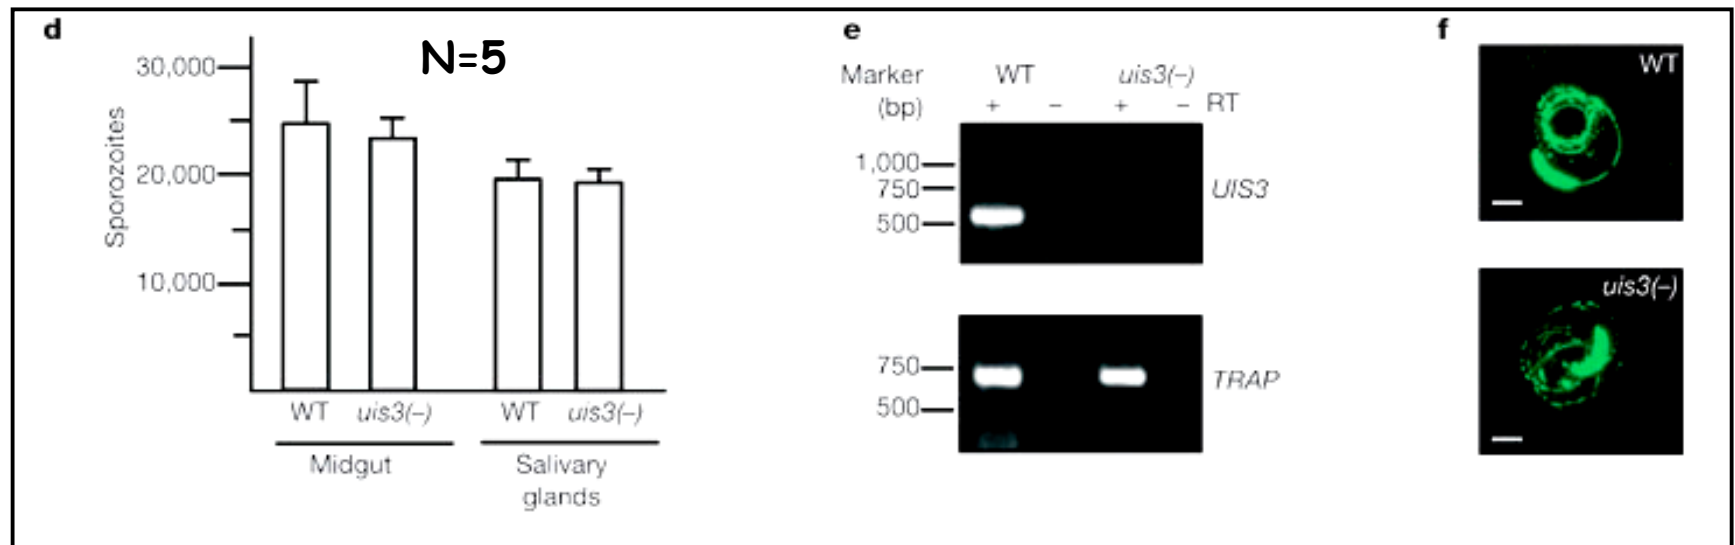 d
N=5
30,000
20,000
10,000
Sporozoites
WT uis3(–) WT uis3(–)
Midgut Salivary
glands
e
Marker WT uis3(–)
(bp) + – + – RT
1,000
750
500
UIS3
750
500
TRAP
f
WT
uis3(–)